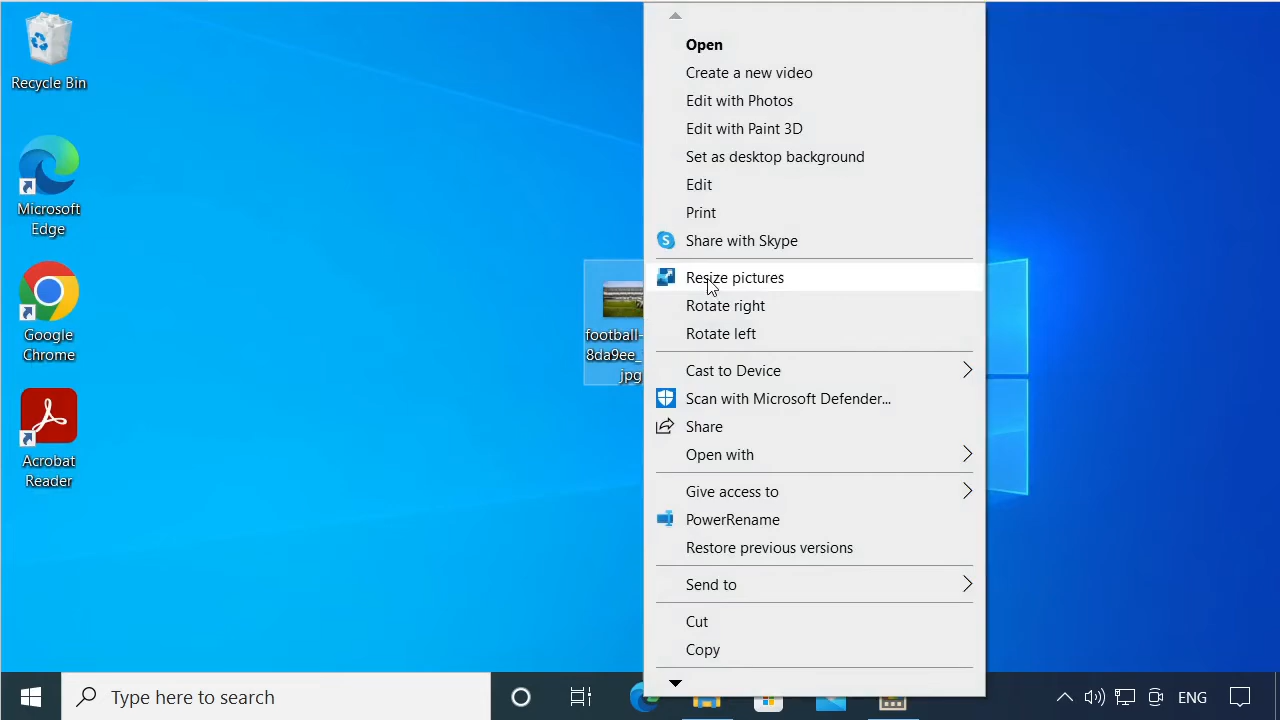 Recycle Bin
Microsoft
Edge
Google
Chrome
Acrobat
Reader
football-
8da9ee_
jpg
Open
Create a new video
Edit with Photos
Edit with Paint 3D
Set as desktop background
Edit
Print
Share with Skype
Resize pictures
Rotate right
Rotate left
Cast to Device
Scan with Microsoft Defender...
Share
Open with
Give access to
PowerRename
Restore previous versions
Send to
Cut
Copy
Type here to search
ENG